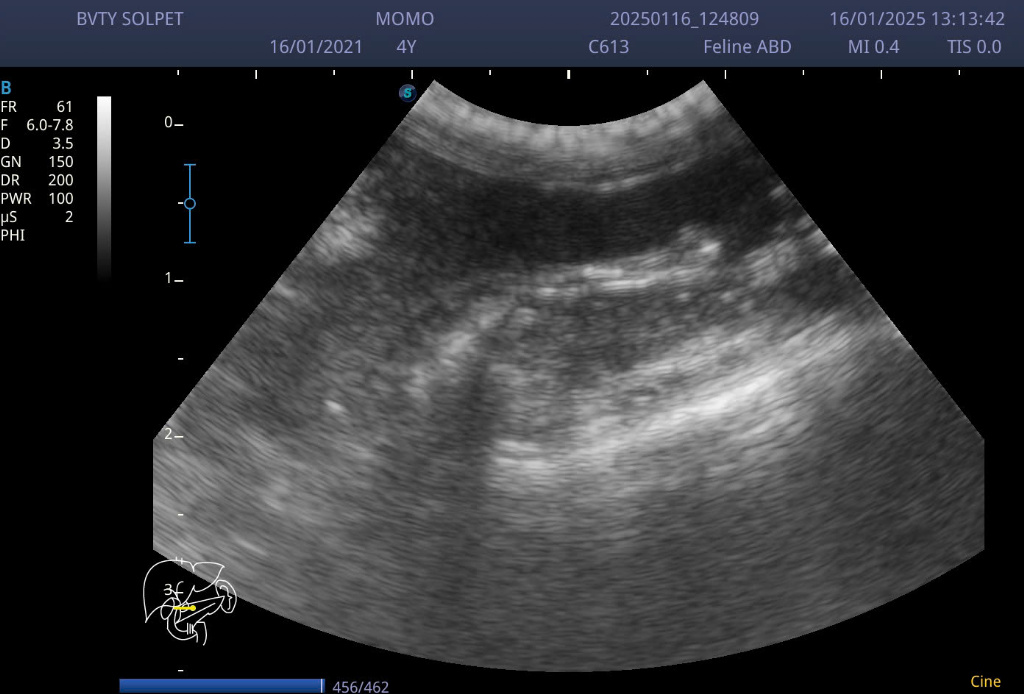 BVTY SOLPET MOMO 20250116_124809 16/01/2025 13:13:42
16/01/2021 4Y C613 Feline ABD MI 0.4 TIS 0.0
B
FR 61
F 6.0-7.8
D 3.5
GN 150
DR 200
PWR 100
µS 2
PHI
S
0
1
2
3
456/462
Cine